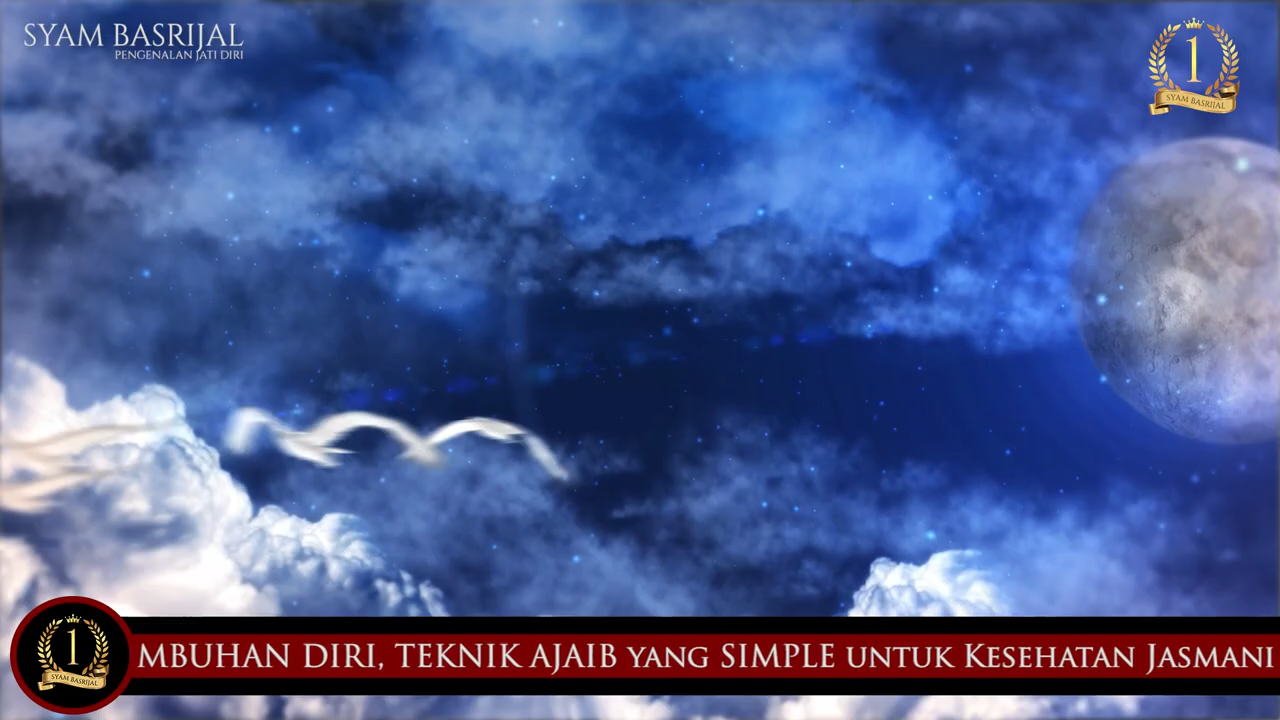 SYAM BASRIJAL
PENGENALAN JATI DIRI
1
SYAM BASRIJAL
1
SYAM BASRIJAL
MBUHAN DIRI, TEKNIK AJAIB YANG SIMPLE UNTUK KESEHATAN JASMANI